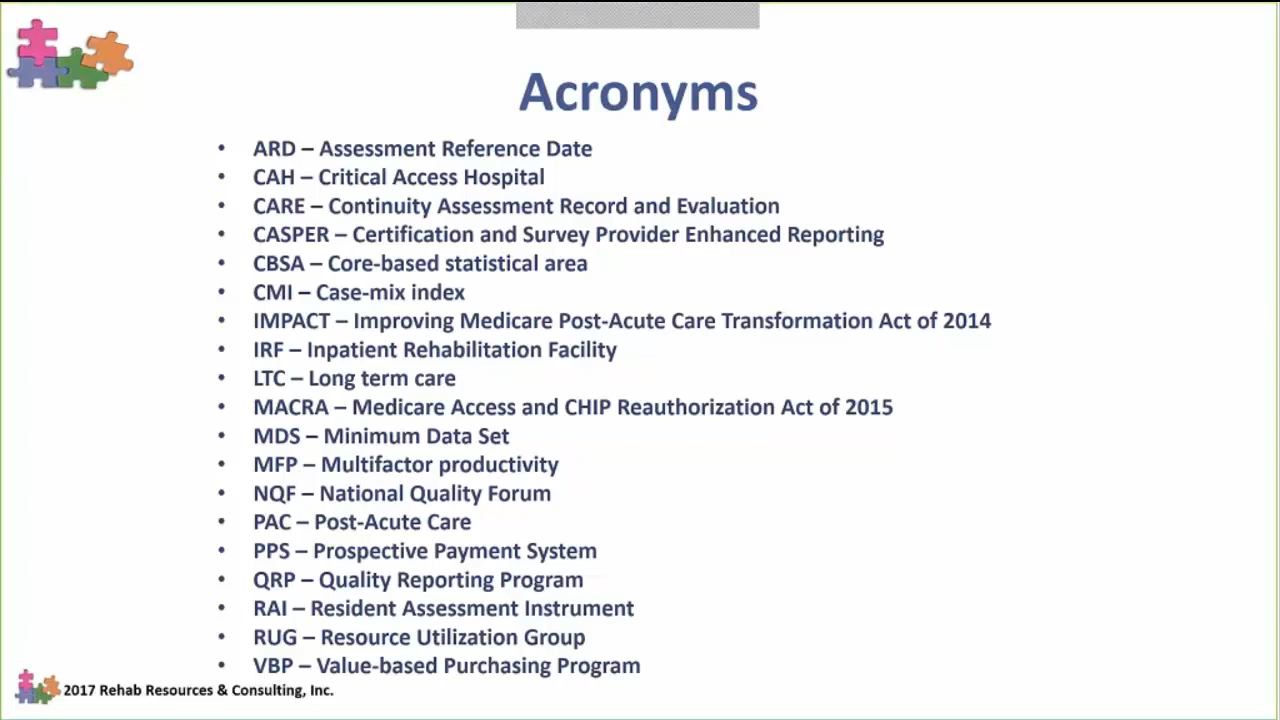 Acronyms
• ARD – Assessment Reference Date
• CAH – Critical Access Hospital
• CARE – Continuity Assessment Record and Evaluation
• CASPER – Certification and Survey Provider Enhanced Reporting
• CBSA – Core-based statistical area
• CMI – Case-mix index
• IMPACT – Improving Medicare Post-Acute Care Transformation Act of 2014
• IRF – Inpatient Rehabilitation Facility
• LTC – Long term care
• MACRA – Medicare Access and CHIP Reauthorization Act of 2015
• MDS – Minimum Data Set
• MFP – Multifactor productivity
• NQF – National Quality Forum
• PAC – Post-Acute Care
• PPS – Prospective Payment System
• QRP – Quality Reporting Program
• RAI – Resident Assessment Instrument
• RUG – Resource Utilization Group
• VBP – Value-based Purchasing Program
2017 Rehab Resources & Consulting, Inc.